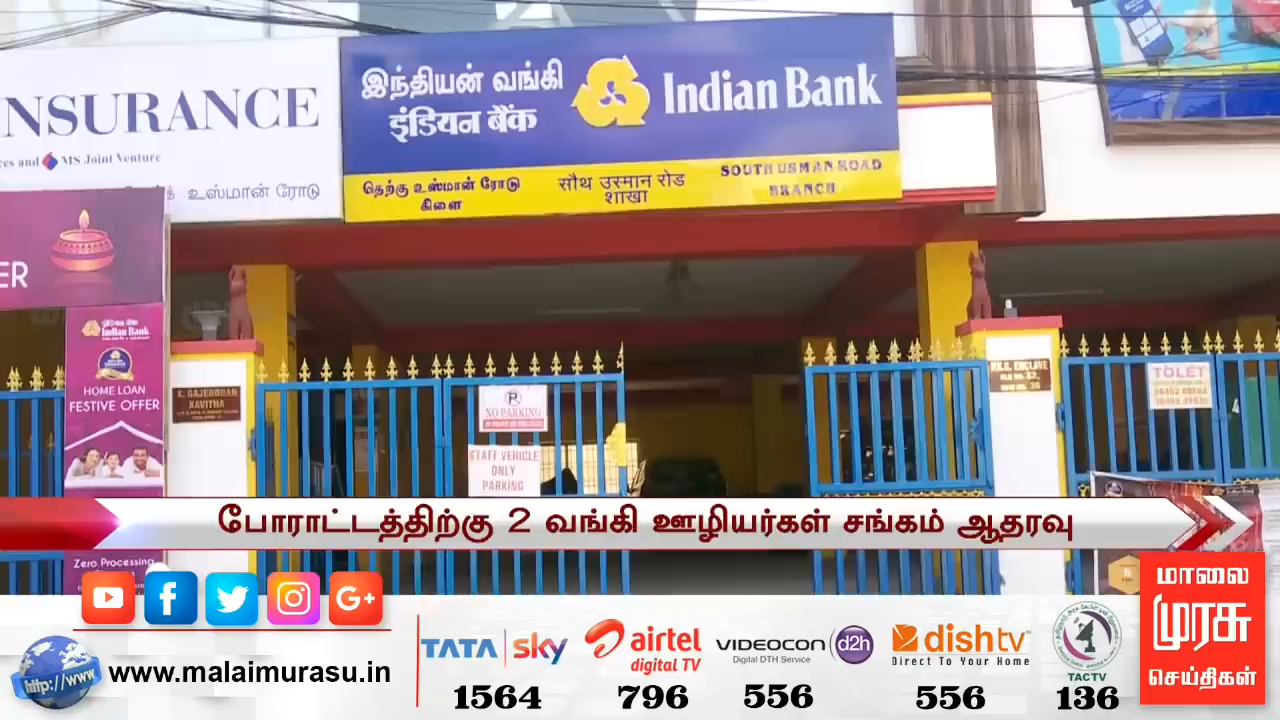 NSURANCE
ces and MS Joint Venture
உஸ்மான் ரோடு
இந்தியன் வங்கி
इंडियन बैंक
Indian Bank
தெற்கு உஸ்மான் ரோடு
கிளை
सौथ उस्मान रोड
शाखा
SOUTH USMAN ROAD
BRANCH
ER
Indian Bank
HOME LOAN
FESTIVE OFFER
K. GAJENDRAN
KAVITHA
P
NO PARKING
STAFF VEHICLE
ONLY
PARKING
ENCLAVE
TOLET
போராட்டத்திற்கு 2 வங்கி ஊழியர்கள் சங்கம் ஆதரவு
Zero Processing
G+
http://www
www.malaimurasu.in
TATA sky
1564
airtel
digital TV
796
VIDEOCON d2h
Digital DTH Service
556
dishtv
Direct To Your Home
556
TACTV
136
மாலை
முரசு
செய்திகள்